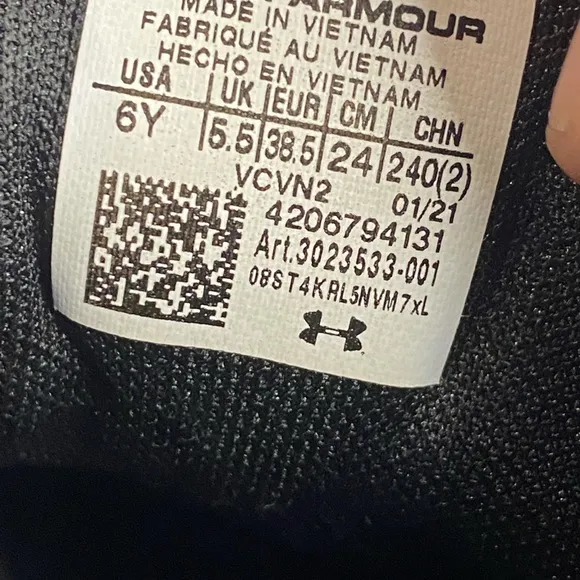 ARMOUR
MADE IN VIETNAM
FABRIQUÉ AU VIETNAM
HECHO EN VIETNAM
USA UK EUR CM CHN
6Y 5.5 38.5 24 240(2)
VCVN2 01/21
4206794131
Art.3023533-001
08ST4KRL5NVM7xL